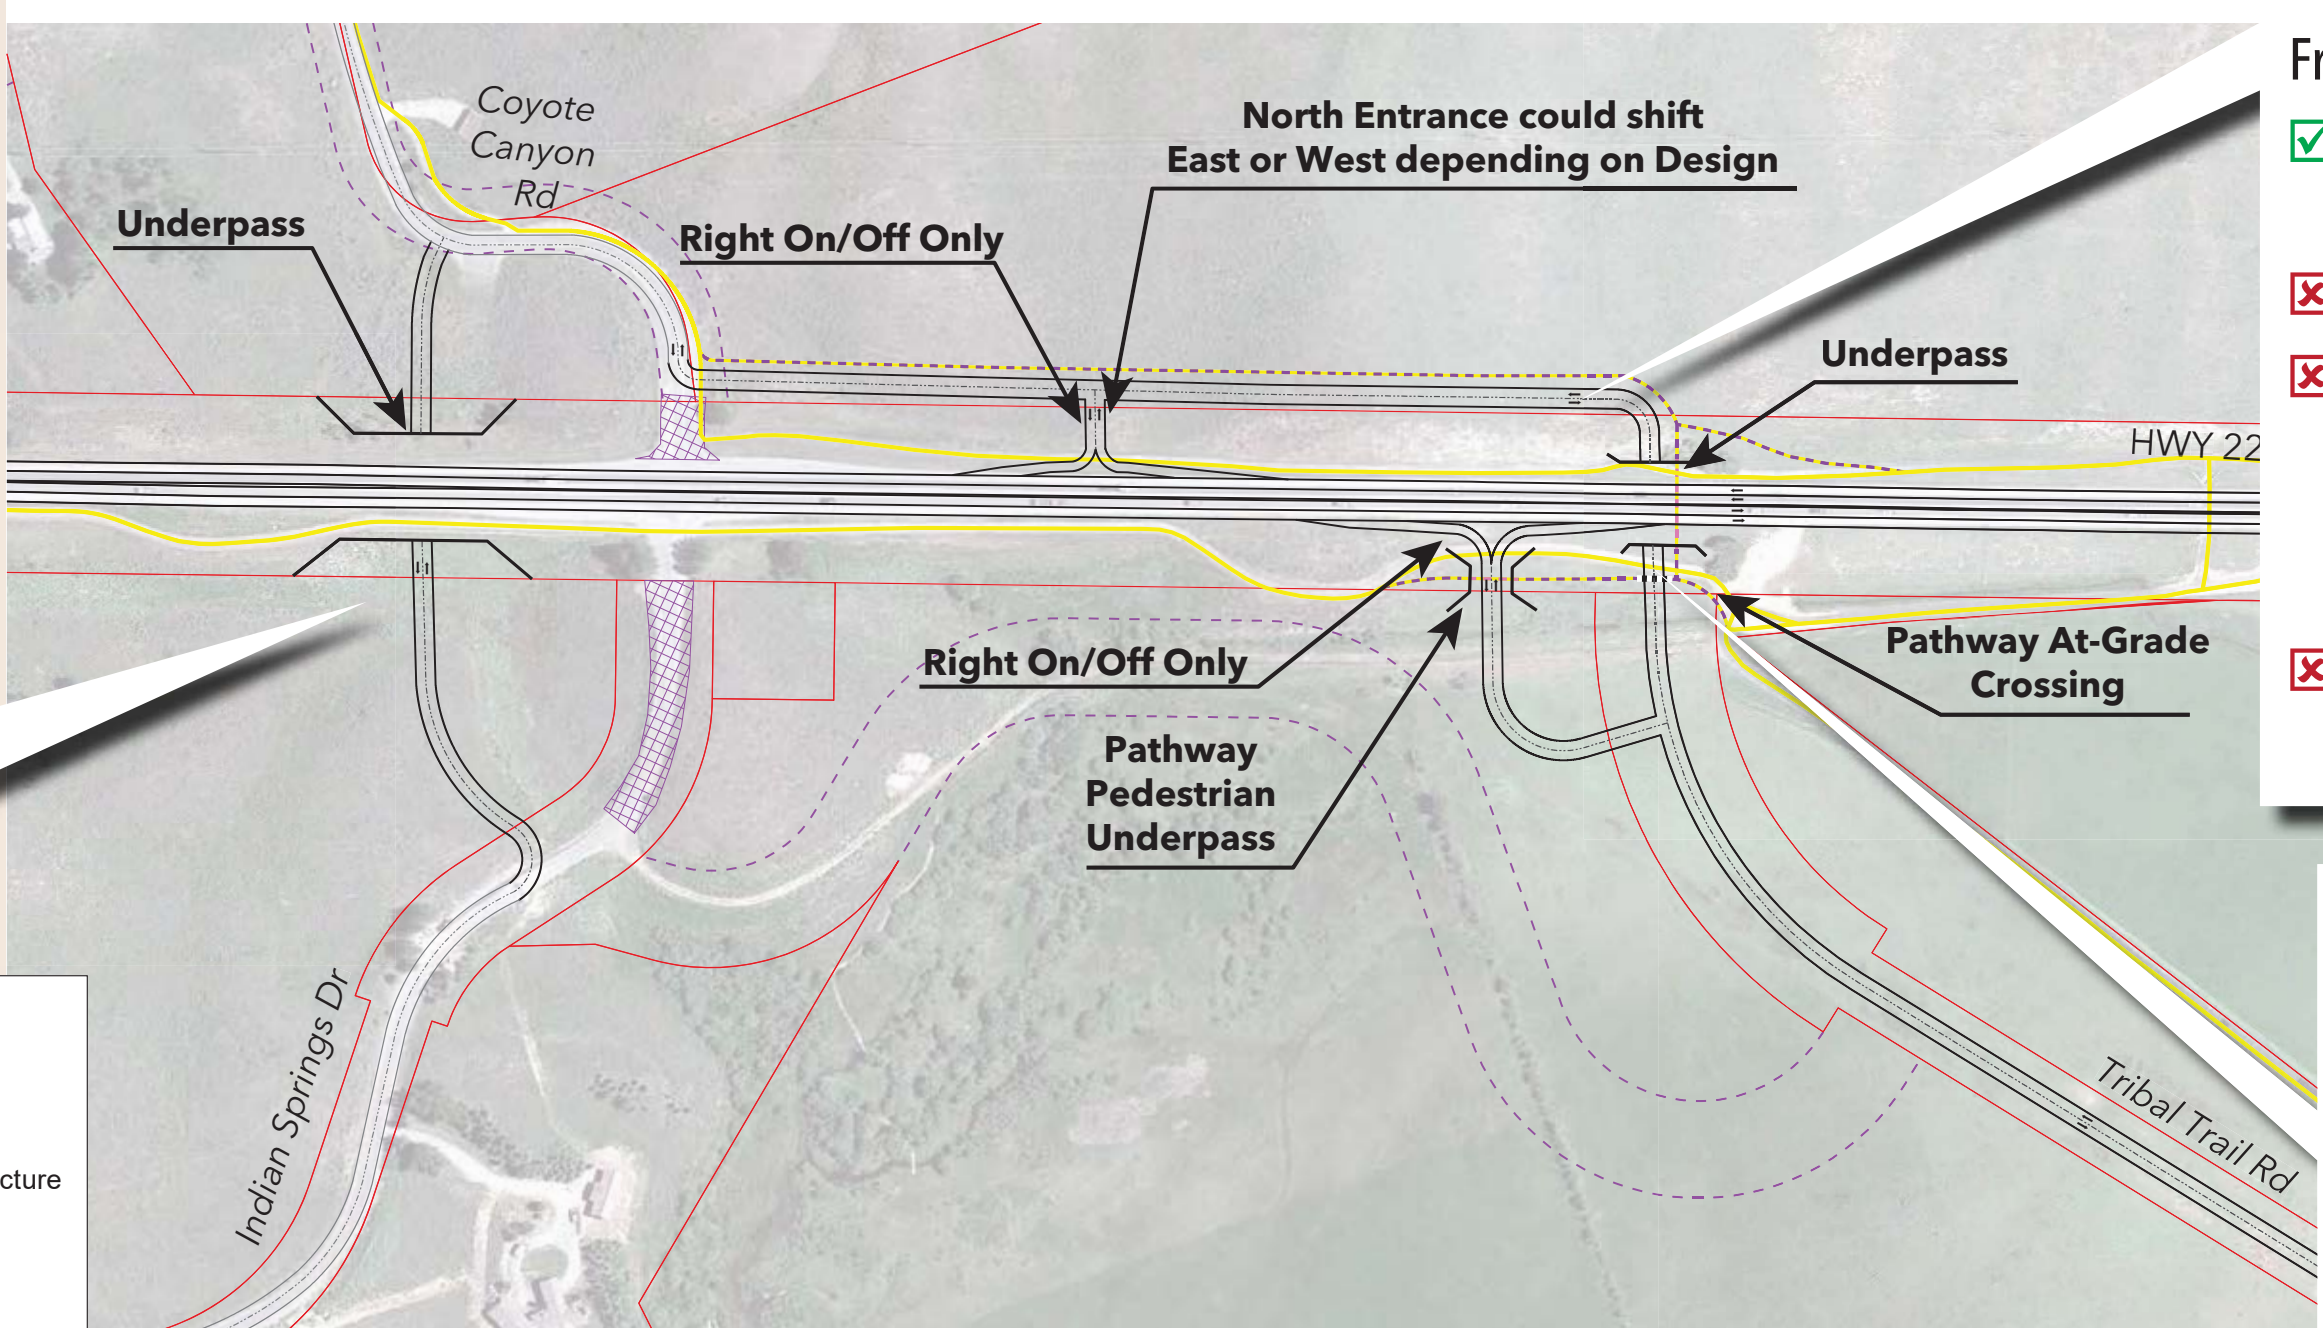 Fr
Coyote
Canyon
Rd
North Entrance could shift
East or West depending on Design
Underpass
Right On/Off Only
Underpass
HWY 22
Right On/Off Only
Pathway At-Grade
Crossing
Pathway
Pedestrian
Underpass
Indian Springs Dr
Tribal Trail Rd
cture